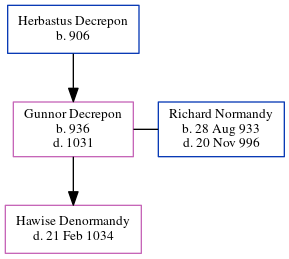 Herbastus Decrepon
b. 906
Gunnor Decrepon
b. 936
d. 1031
Richard Normandy
b. 28 Aug 933
d. 20 Nov 996
Hawise Denormandy
d. 21 Feb 1034